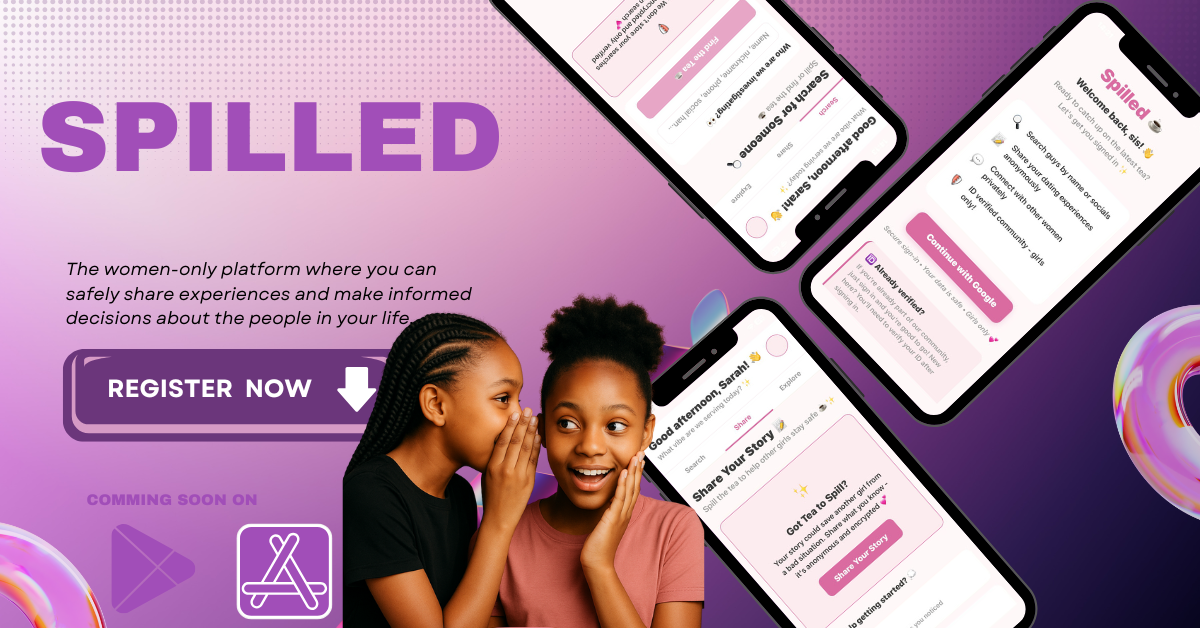 SPILLED
The women-only platform where you can
safely share experiences and make informed
decisions about the people in your life.
REGISTER NOW
COMMING SOON ON
We don't store your searches
Find the Tea
Name, nickname, phone, social han...
Who are we investigating?
Spill or find the tea
Search for Someone
Search
Share
Explore
What vibe are we serving today? ✨
Good afternoon, Sarah! 👋
Spilled ☕
Welcome back, sis! 👋
Ready to catch up on the latest tea?
Let's get you signed in ✨
Search guys by name or socials
Share your dating experiences
anonymously
Connect with other women
privately
ID verified community - girls
only!
Continue with Google
Secure sign-in • Your data is safe • Girls only 💕
🆔 Already verified?
If you're already part of our community,
just sign in and you're good to go! New
here? You'll need to verify your ID after
signing in.
Good afternoon, Sarah! 👋
What vibe are we serving today? ✨
Search
Share
Explore
Share Your Story
Spill the tea to help other girls stay safe ☕✨
✨
Got Tea to Spill?
Your story could save another girl from
a bad situation. Share what you know -
it's anonymous and encrypted 💕
Share Your Story
getting started?
you noticed